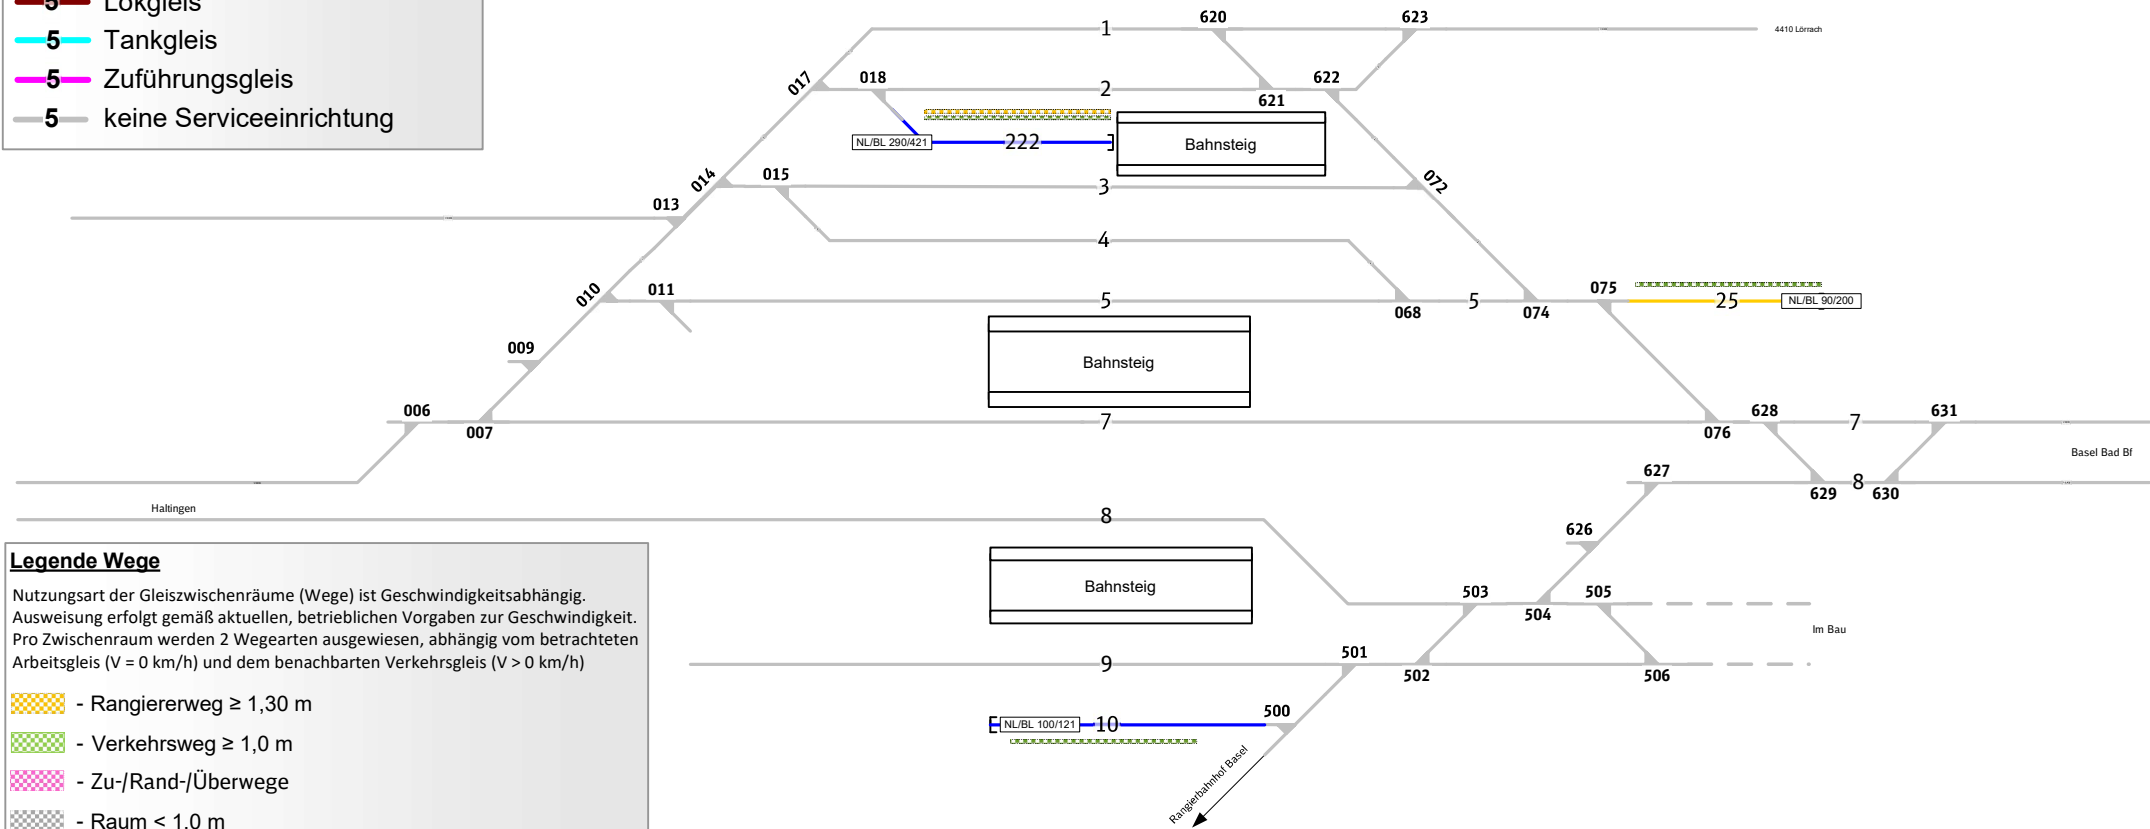 5 Lokgleis
5 Tankgleis
5 Zuführungsgleis
5 keine Serviceeinrichtung
1
620
623
4410 Lörrach
017
018
2
621
622
NL/BL 290/421
222
Bahnsteig
014
015
3
072
013
4
010
011
5
068
5
074
075
25
NL/BL 90/200
009
Bahnsteig
006
007
7
076
628
7
631
Basel Bad Bf
627
629
8
630
Haltingen
8
626
Bahnsteig
503
504
505
Im Bau
9
501
502
506
NL/BL 100/121
10
500
Rangierbahnhof Basel
Legende Wege
Nutzungsart der Gleiszwischenräume (Wege) ist Geschwindigkeitsabhängig.
Ausweisung erfolgt gemäß aktuellen, betrieblichen Vorgaben zur Geschwindigkeit.
Pro Zwischenraum werden 2 Wegearten ausgewiesen, abhängig vom betrachteten
Arbeitsgleis (V = 0 km/h) und dem benachbarten Verkehrsgleis (V > 0 km/h)
- Rangiererweg ≥ 1,30 m
- Verkehrsweg ≥ 1,0 m
- Zu-/Rand-/Überwege
- Raum < 1,0 m